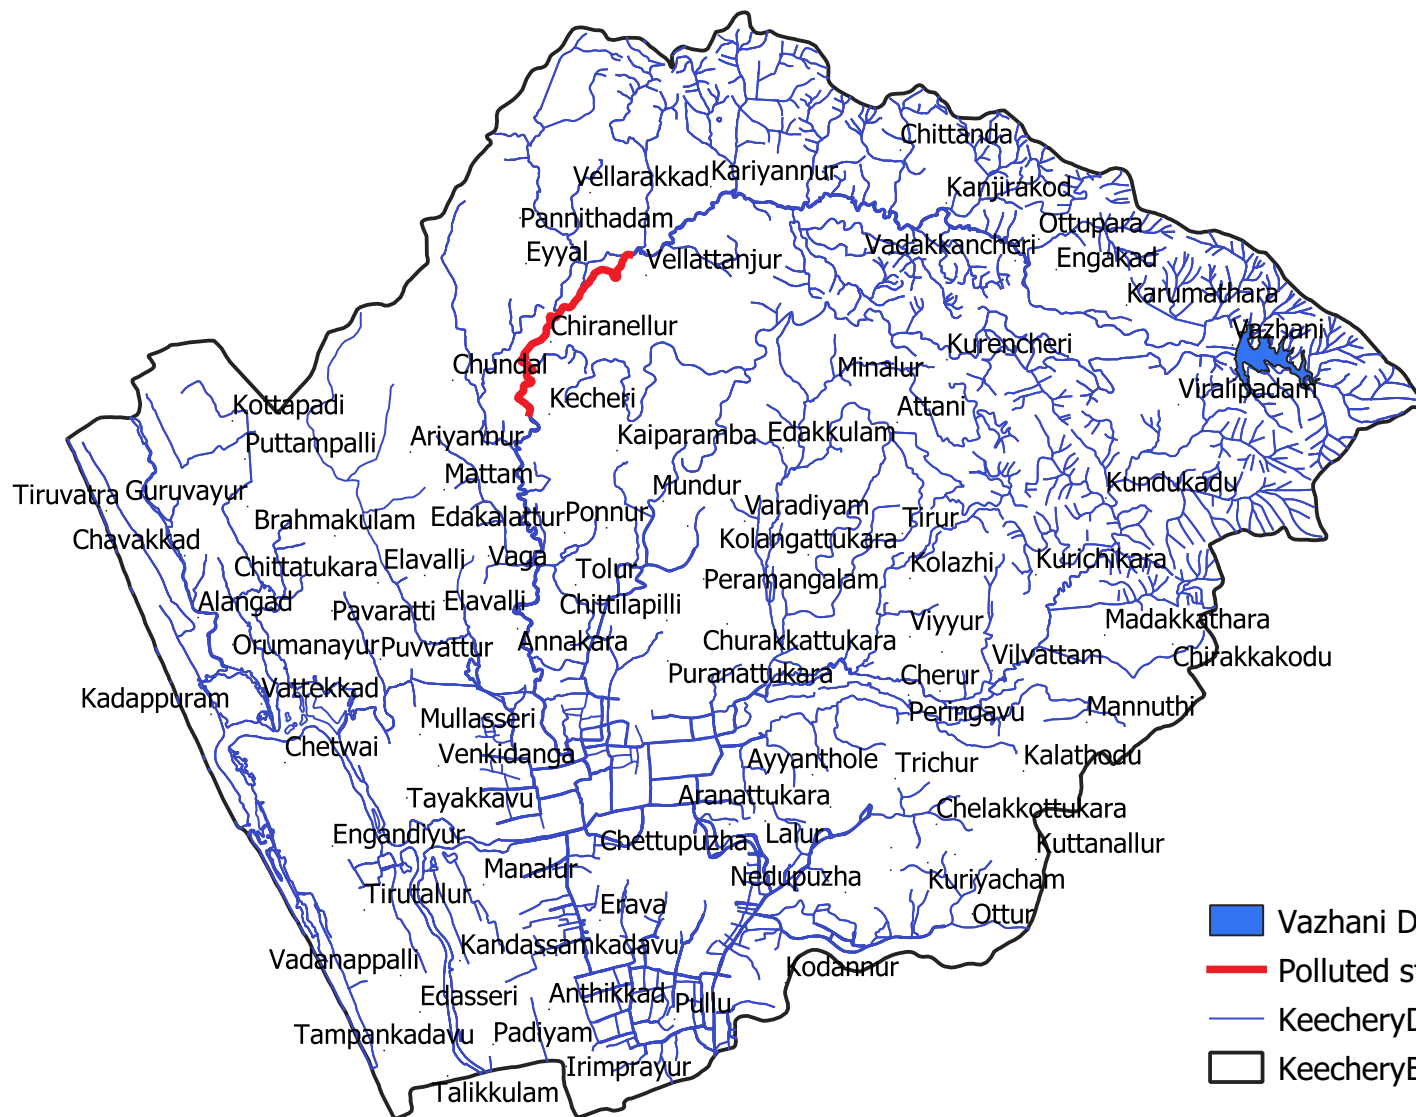 Chittanda
Vellarakkad
Kariyannur
Kanjirakod
Pannithadam
Ottupara
Eyyal
Vellattanjur
Vadakkancheri
Engakad
Karumathara
Chiranellur
Vazhani
Chundal
Kurencheri
Minalur
Viralipadam
Kottapadi
Kecheri
Attani
Puttampalli
Ariyannur
Kaiparamba
Edakkulam
Mattam
Mundur
Kundukadu
Tiruvatra
Guruvayur
Varadiyam
Brahmakulam
Edakalattur
Ponnur
Tirur
Chavakkad
Kolangattukara
Chittatukara
Elavalli
Vaga
Tolur
Kolazhi
Kurichikara
Peramangalam
Alangad
Pavaratti
Elavalli
Chittilapilli
Viyyur
Madakkathara
Orumanayur
Puvvattur
Annakara
Churakkattukara
Vilvattam
Chirakkakodu
Puranattukara
Cherur
Kadappuram
Vattekkad
Mullasseri
Peringavu
Mannuthi
Chetwai
Venkidanga
Ayyanthole
Trichur
Kalathodu
Tayakkavu
Aranattukara
Chelakkottukara
Engandiyur
Chettupuzha
Lalur
Kuttanallur
Manalur
Nedupuzha
Kuriyacham
Tirutallur
Erava
Ottur
Vadanappalli
Kandassamkadavu
Kodannur
Edasseri
Anthikkad
Pullu
Tampankadavu
Padiyam
Irimprayur
Talikkulam
Vazhani D
Polluted st
KeecheryD
KeecheryB